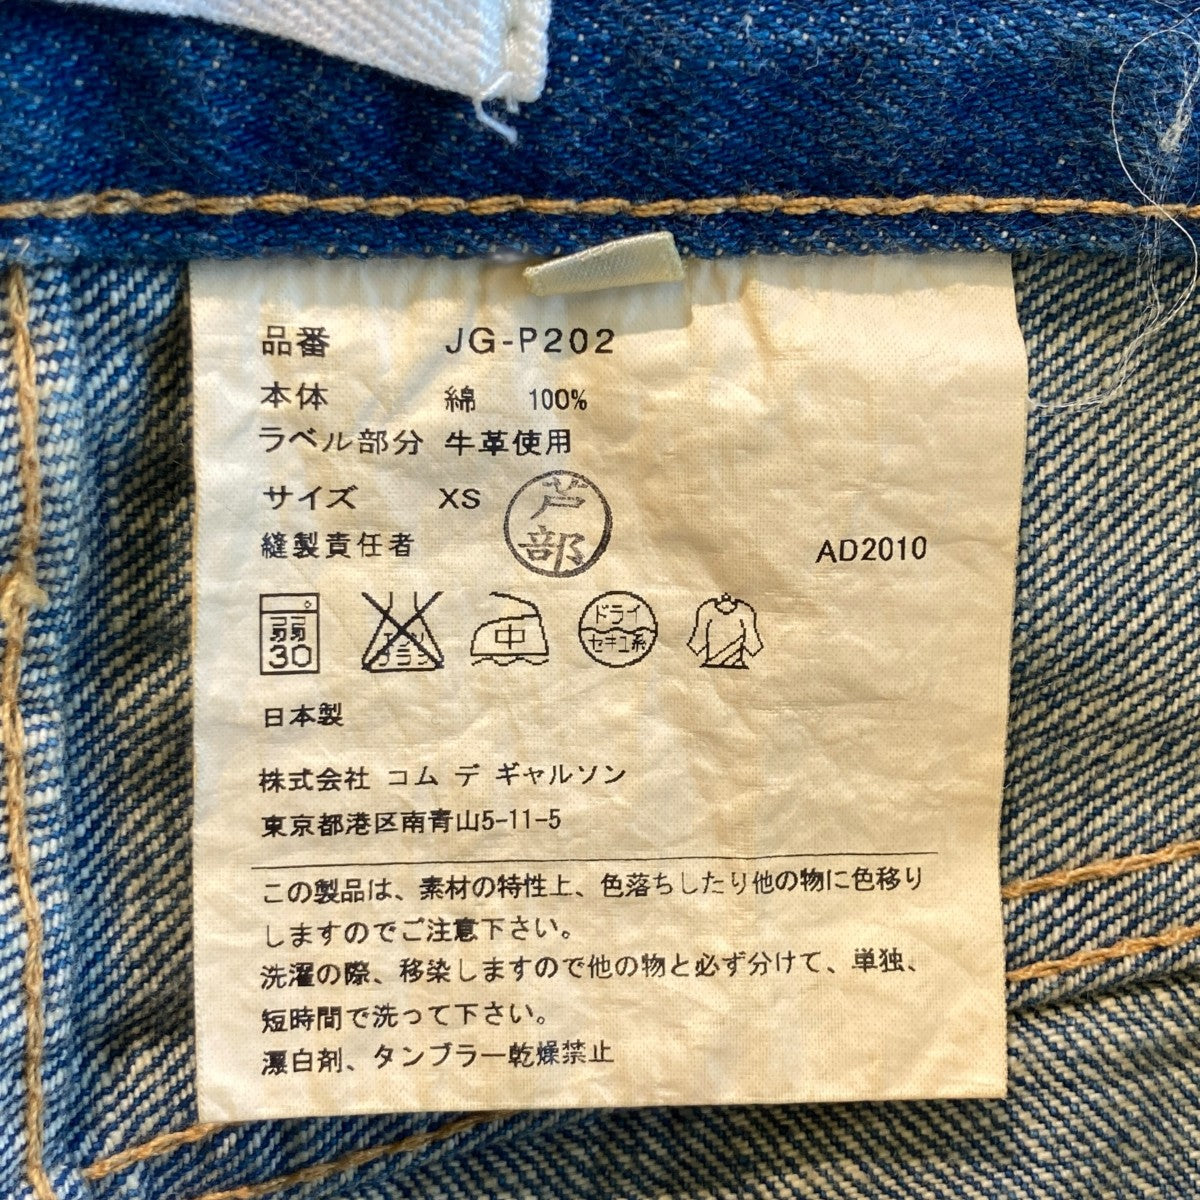 品番 JG-P202
本体 綿 100%
ラベル部分 牛革使用
サイズ XS
芦部
縫製責任者 AD2010
弱
30
エンソ
サラシ
中
ドライ
セキユ系
日本製
株式会社 コム デ ギャルソン
東京都港区南青山5-11-5
この製品は、素材の特性上、色落ちしたり他の物に色移り
しますのでご注意下さい。
洗濯の際、移染しますので他の物と必ず分けて、単独、
短時間で洗って下さい。
漂白剤、タンブラー乾燥禁止